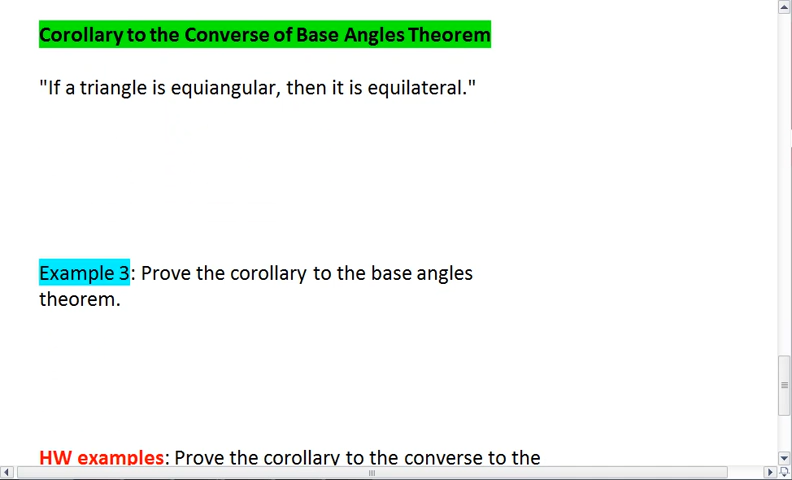 Corollary to the Converse of Base Angles Theorem
"If a triangle is equiangular, then it is equilateral."
Example 3: Prove the corollary to the base angles
theorem.
HW examples: Prove the corollary to the converse to the